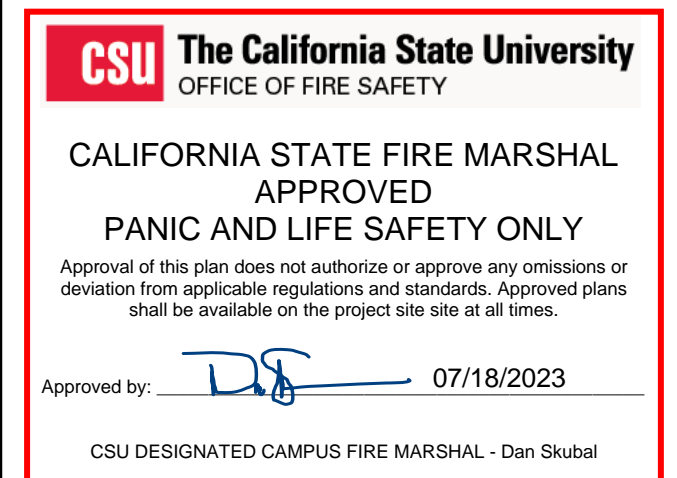 CSU The California State University
OFFICE OF FIRE SAFETY
CALIFORNIA STATE FIRE MARSHAL
APPROVED
PANIC AND LIFE SAFETY ONLY
Approval of this plan does not authorize or approve any omissions or
deviation from applicable regulations and standards. Approved plans
shall be available on the project site site at all times.
Approved by: 07/18/2023
CSU DESIGNATED CAMPUS FIRE MARSHAL - Dan Skubal